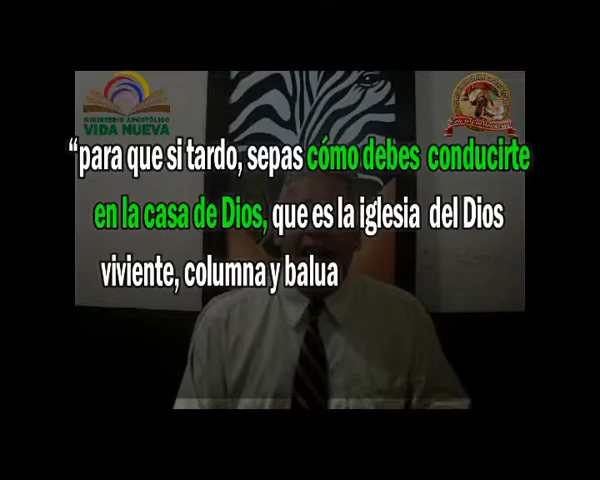 MINISTERIO APOSTÓLICO
VIDA NUEVA
“para que si tardo, sepas cómo debes conducirte
en la casa de Dios, que es la iglesia del Dios
viviente, columna y balua